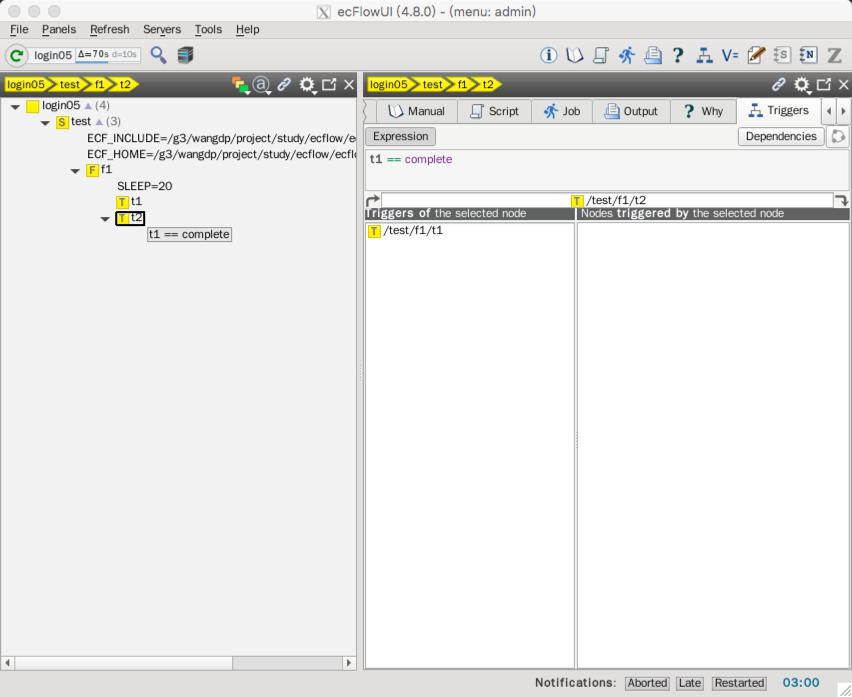 ecFlowUI (4.8.0) - (menu: admin)
File Panels Refresh Servers Tools Help
login05 Δ=70s d=10s
login05 test f1 t2
login05 (4)
S test (3)
ECF_INCLUDE=/g3/wangdp/project/study/ecflow/e
ECF_HOME=/g3/wangdp/project/study/ecflow/ecfl
F f1
SLEEP=20
T t1
T t2
t1 == complete
login05 test f1 t2
Manual Script Job Output ? Why Triggers
Expression Dependencies
t1 == complete
T /test/f1/t2
Triggers of the selected node Nodes triggered by the selected node
T /test/f1/t1
Notifications: Aborted Late Restarted 03:00